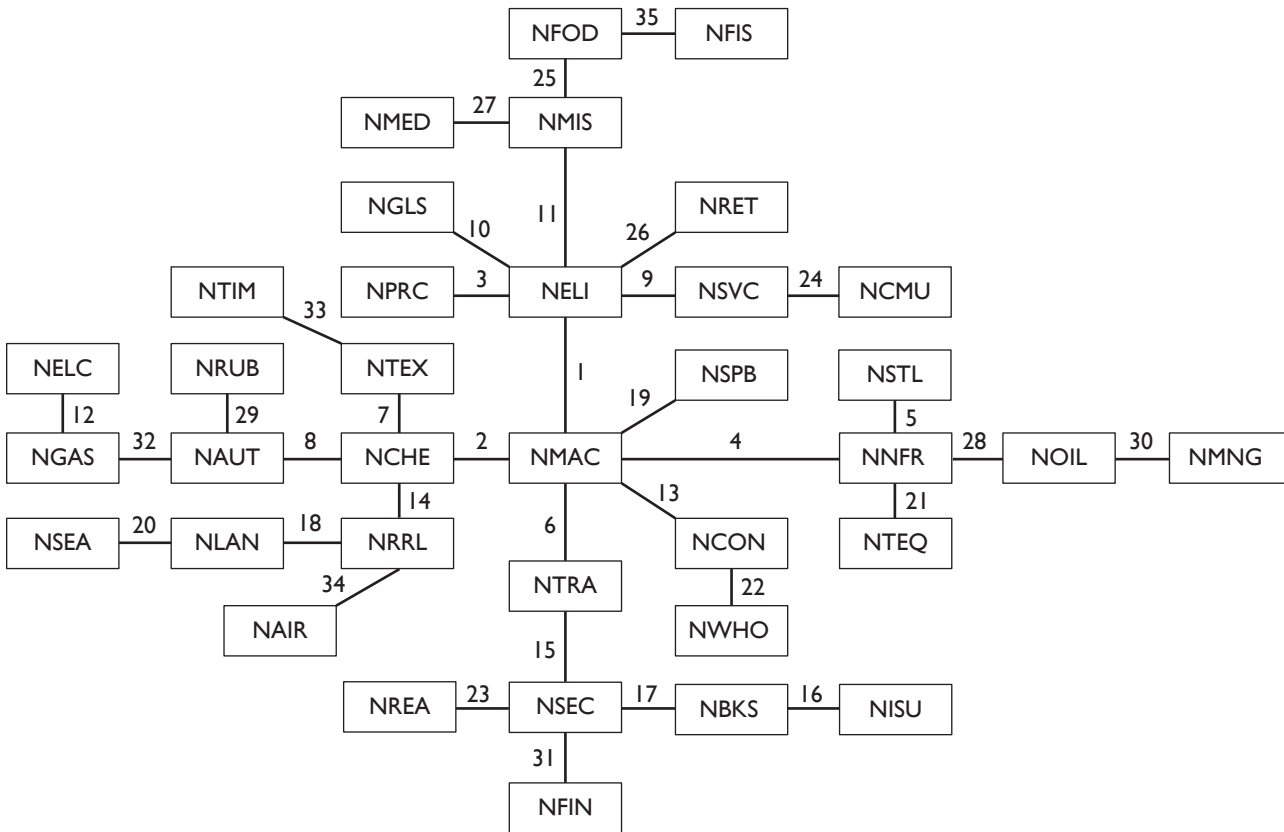 35
NFOD NFIS
25
27
NMED NMIS
NGLS NRET
11
10 26
3 9 24
NTIM NPRC NELI NSVC NCMU
33
NELC NRUB NTEX NSPB NSTL
1
19
12 29 7 5
32 8 2 4 28 30
NGAS NAUT NCHE NMAC NNFR NOIL NMNG
14 13 21
20 18 6
NSEA NLAN NRRL NCON NTEQ
34 NTRA 22
NAIR NWHO
15
23 17 16
NREA NSEC NBKS NISU
31
NFIN